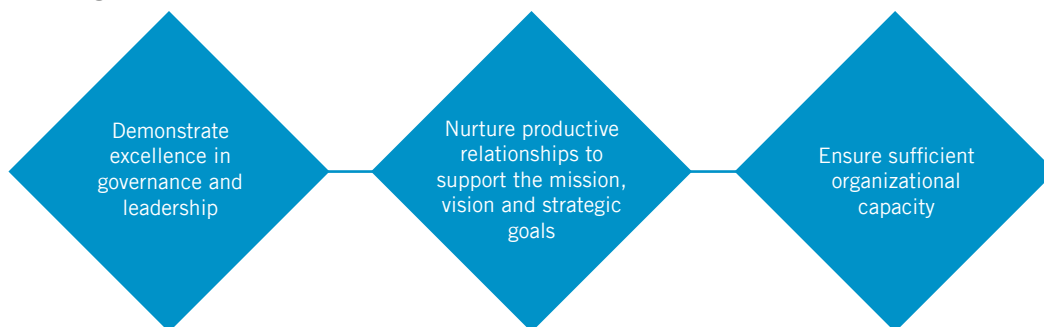 Demonstrate
excellence in
governance and
leadership
Nurture productive
relationships to
support the mission,
vision and strategic
goals
Ensure sufficient
organizational
capacity